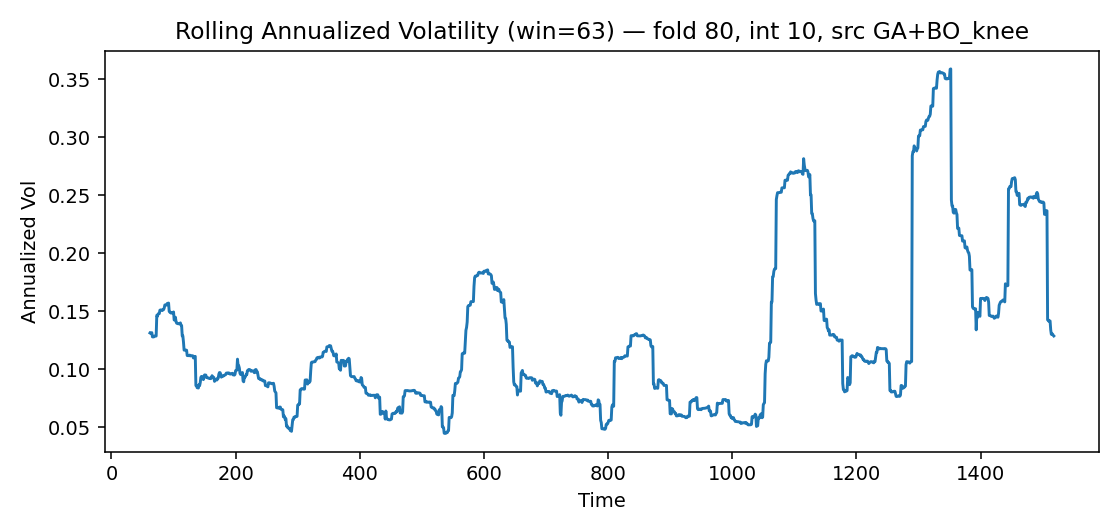 Rolling Annualized Volatility (win=63) — fold 80, int 10, src GA+BO_knee
Annualized Vol
0.35
0.30
0.25
0.20
0.15
0.10
0.05
0 200 400 600 800 1000 1200 1400
Time